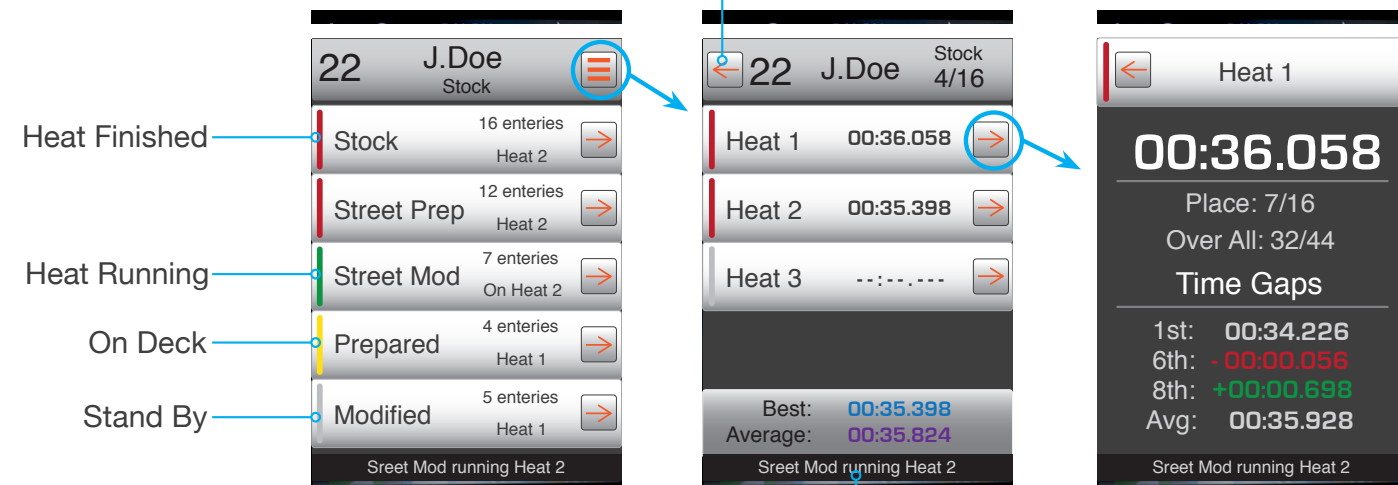 22 J.Doe
Stock
Heat Finished
Stock 16 enteries
Heat 2
Street Prep 12 enteries
Heat 2
Heat Running
Street Mod 7 enteries
On Heat 2
On Deck
Prepared 4 enteries
Heat 1
Stand By
Modified 5 enteries
Heat 1
Sreet Mod running Heat 2
22 J.Doe Stock
4/16
Heat 1 00:36.058
Heat 2 00:35.398
Heat 3 --:--.---
Best: 00:35.398
Average: 00:35.824
Sreet Mod running Heat 2
Heat 1
00:36.058
Place: 7/16
Over All: 32/44
Time Gaps
1st: 00:34.226
6th: - 00:00.056
8th: +00:00.698
Avg: 00:35.928
Sreet Mod running Heat 2